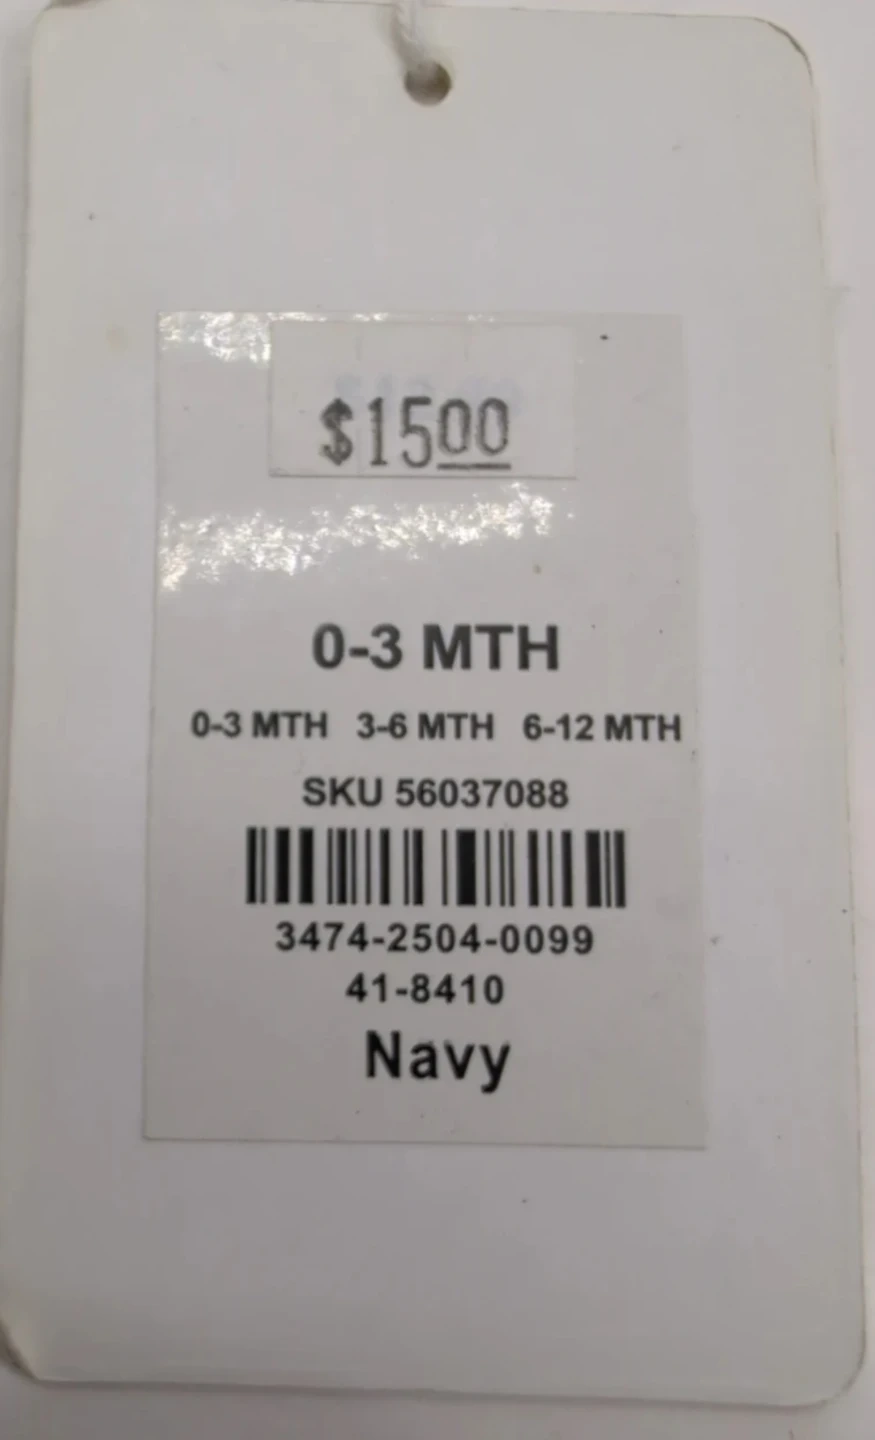 $1500
0-3 MTH
0-3 MTH 3-6 MTH 6-12 MTH
SKU 56037088
3474-2504-0099
41-8410
Navy